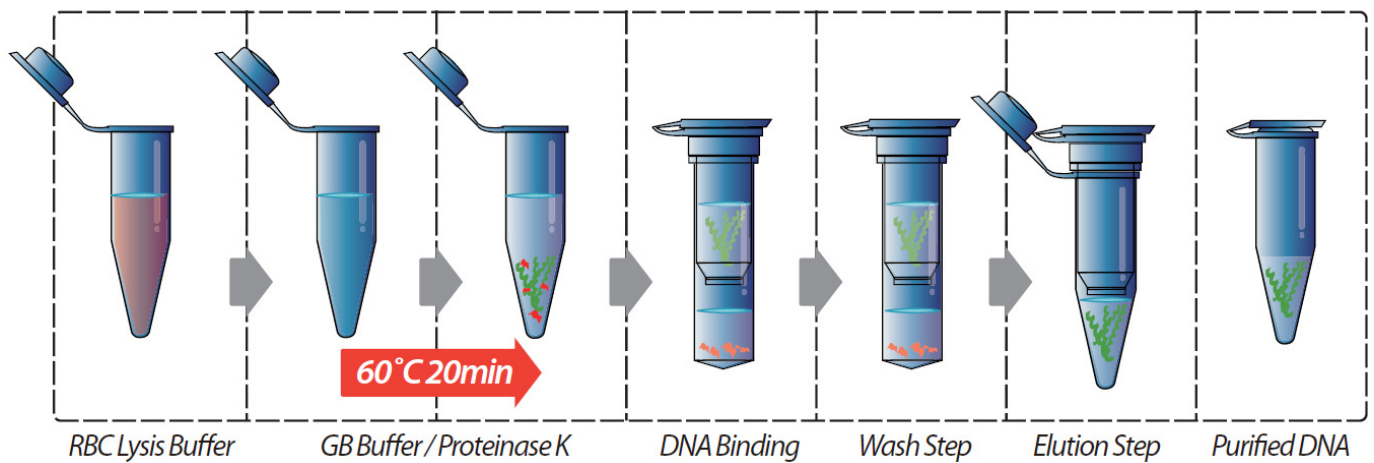 60°C 20min
RBC Lysis Buffer
GB Buffer / Proteinase K
DNA Binding
Wash Step
Elution Step
Purified DNA